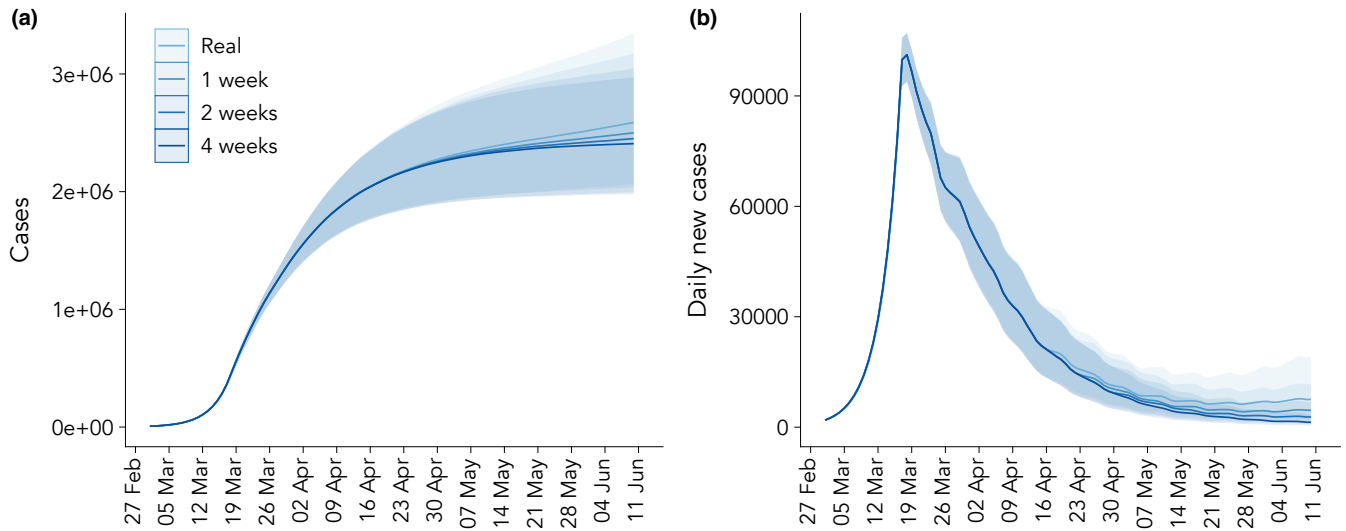 (a)
Real
1 week
2 weeks
4 weeks
Cases
3e+06
2e+06
1e+06
0e+00
27 Feb
05 Mar
12 Mar
19 Mar
26 Mar
02 Apr
09 Apr
16 Apr
23 Apr
30 Apr
07 May
14 May
21 May
28 May
04 Jun
11 Jun
(b)
Daily new cases
90000
60000
30000
0
27 Feb
05 Mar
12 Mar
19 Mar
26 Mar
02 Apr
09 Apr
16 Apr
23 Apr
30 Apr
07 May
14 May
21 May
28 May
04 Jun
11 Jun